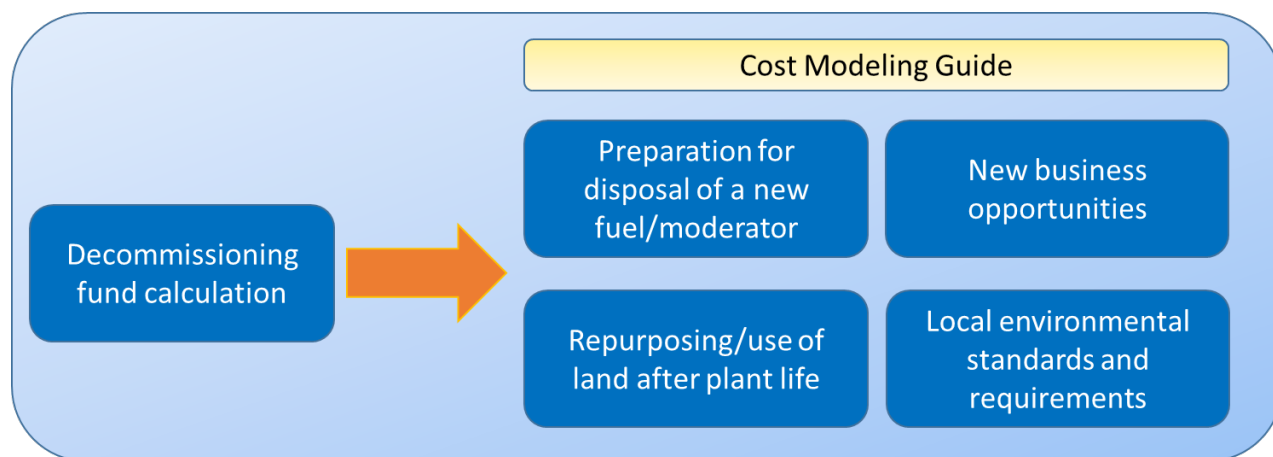 Cost Modeling Guide
Decommissioning
fund calculation
Preparation for
disposal of a new
fuel/moderator
New business
opportunities
Repurposing/use of
land after plant life
Local environmental
standards and
requirements